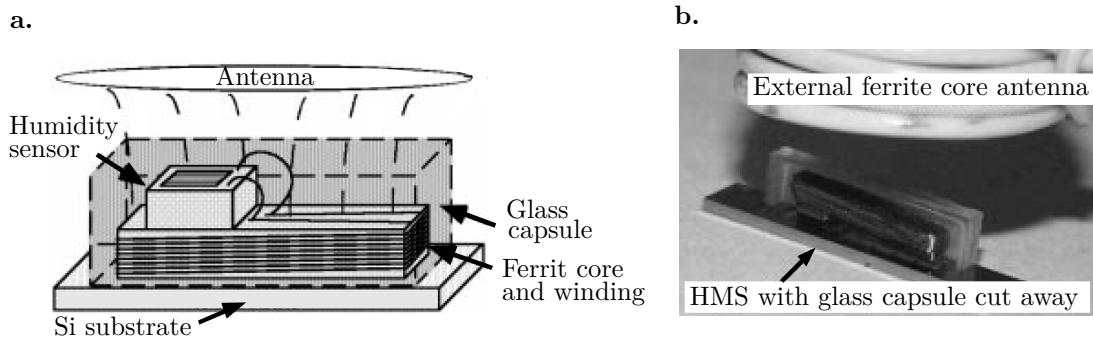 a.
Antenna
Humidity
sensor
Glass
capsule
Ferrit core
and winding
Si substrate
b.
External ferrite core antenna
HMS with glass capsule cut away